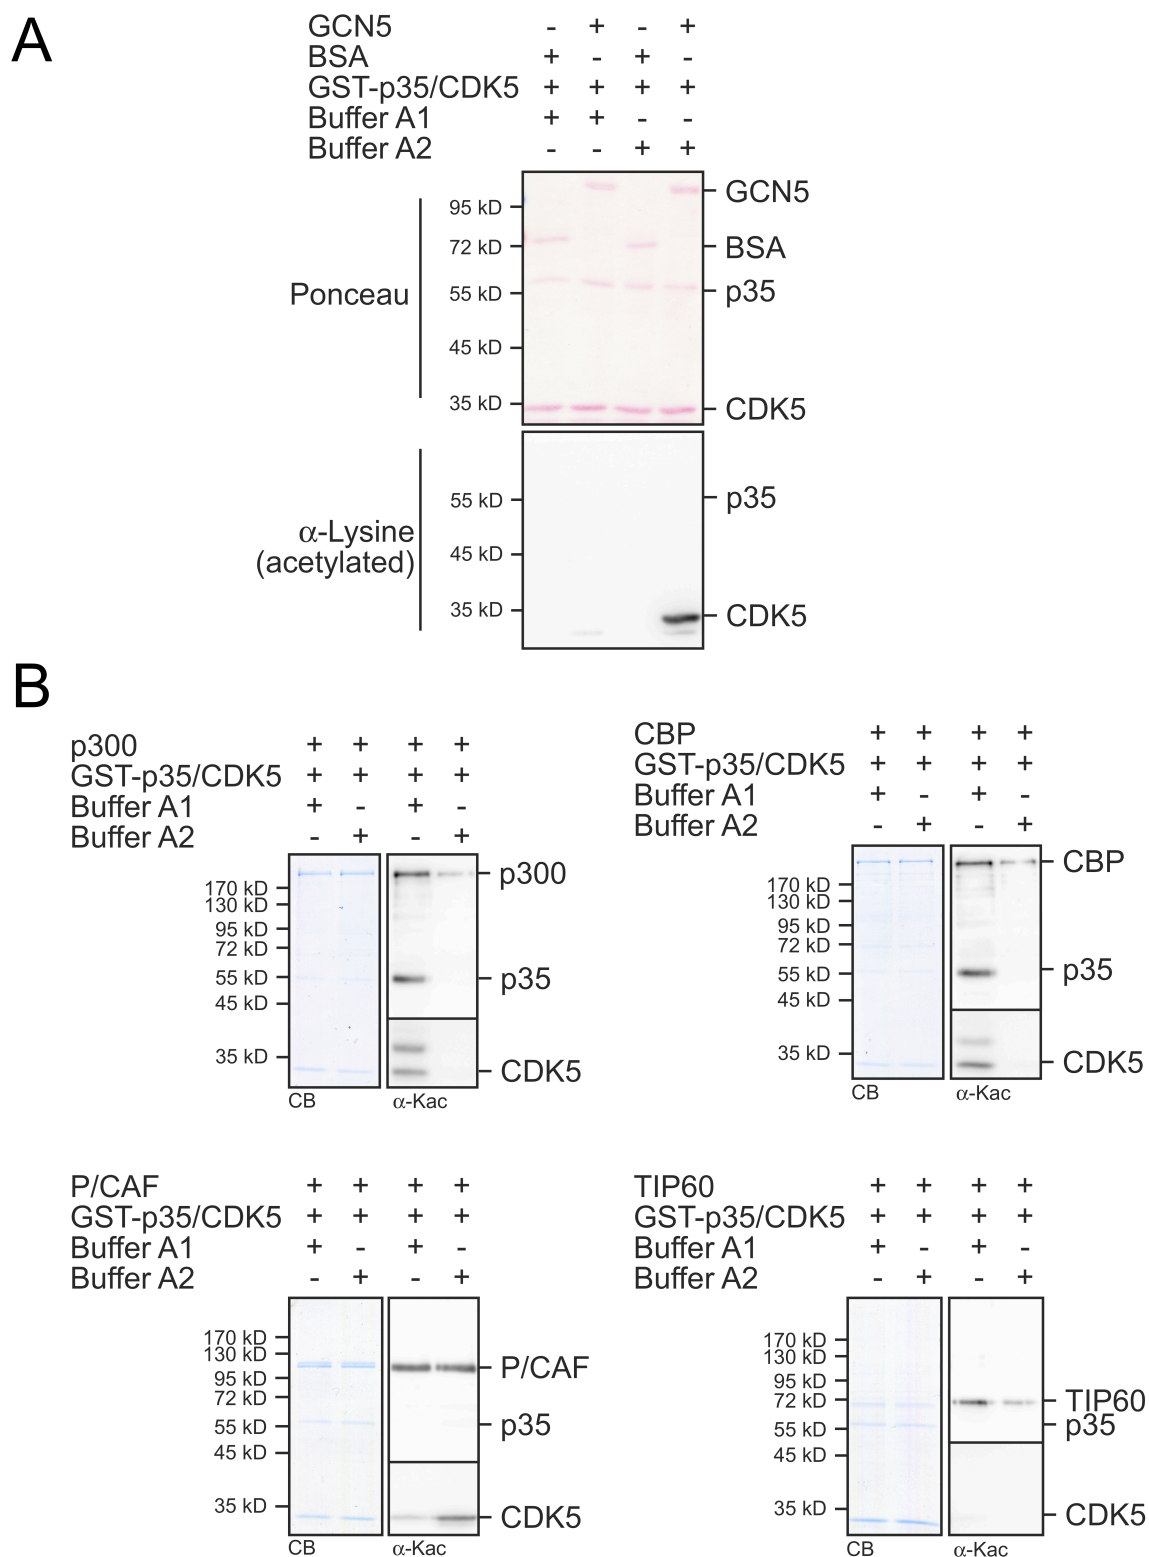 A
GCN5 - + - +
BSA + - + -
GST-p35/CDK5 + + + +
Buffer A1 + + - -
Buffer A2 - - + +
Ponceau
95 kD
72 kD
55 kD
45 kD
35 kD
GCN5
BSA
p35
CDK5
α-Lysine
(acetylated)
55 kD
45 kD
35 kD
p35
CDK5
B
p300 + + + +
GST-p35/CDK5 + + + +
Buffer A1 + - + -
Buffer A2 - + - +
170 kD
130 kD
95 kD
72 kD
55 kD
45 kD
35 kD
p300
p35
CDK5
CB α-Kac
CBP + + + +
GST-p35/CDK5 + + + +
Buffer A1 + - + -
Buffer A2 - + - +
170 kD
130 kD
95 kD
72 kD
55 kD
45 kD
35 kD
CBP
p35
CDK5
CB α-Kac
P/CAF + + + +
GST-p35/CDK5 + + + +
Buffer A1 + - + -
Buffer A2 - + - +
170 kD
130 kD
95 kD
72 kD
55 kD
45 kD
35 kD
P/CAF
p35
CDK5
CB α-Kac
TIP60 + + + +
GST-p35/CDK5 + + + +
Buffer A1 + - + -
Buffer A2 - + - +
170 kD
130 kD
95 kD
72 kD
55 kD
45 kD
35 kD
TIP60
p35
CDK5
CB α-Kac